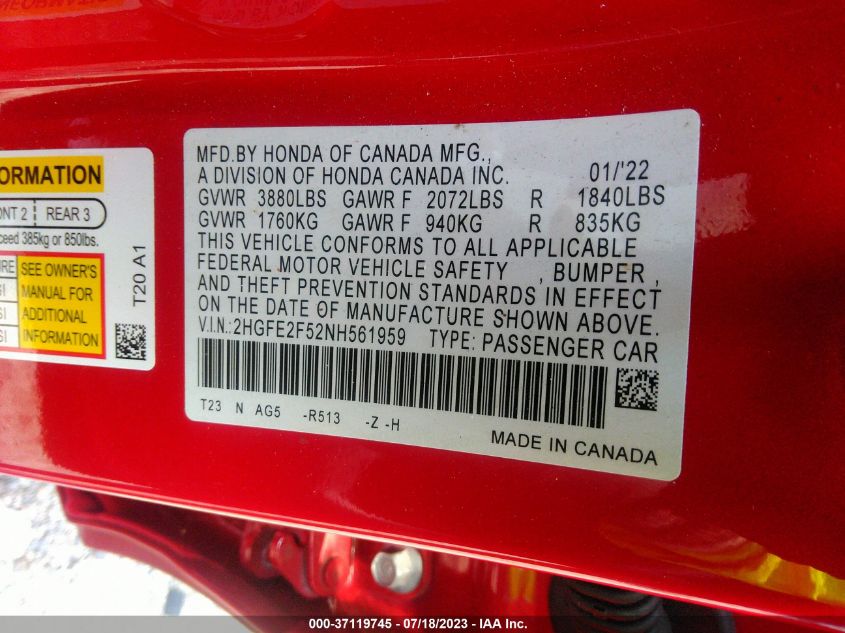 ORMATION
ONT 2 | REAR 3
ceed 385kg or 850lbs.
SEE OWNER'S
MANUAL FOR
ADDITIONAL
INFORMATION
T20 A1
MFD.BY HONDA OF CANADA MFG.,
A DIVISION OF HONDA CANADA INC. 01/'22
GVWR 3880LBS GAWR F 2072LBS R 1840LBS
GVWR 1760KG GAWR F 940KG R 835KG
THIS VEHICLE CONFORMS TO ALL APPLICABLE
FEDERAL MOTOR VEHICLE SAFETY , BUMPER ,
AND THEFT PREVENTION STANDARDS IN EFFECT
ON THE DATE OF MANUFACTURE SHOWN ABOVE.
V.I.N.:2HGFE2F52NH561959 TYPE: PASSENGER CAR
T23 N AG5 -R513 -Z -H
MADE IN CANADA
000-37119745 - 07/18/2023 - IAA Inc.